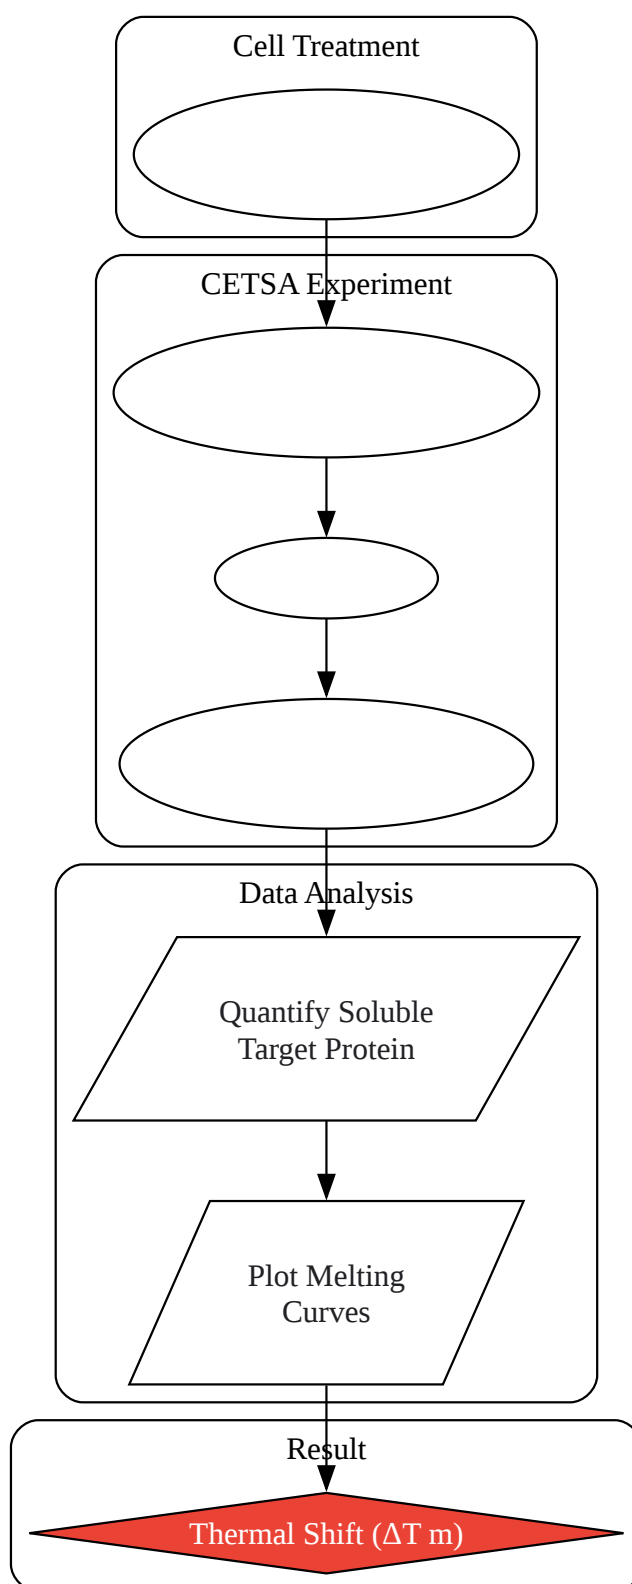 Cell Treatment
CETSA Experiment
Data Analysis
Quantify Soluble
Target Protein
Plot Melting
Curves
Result
Thermal Shift (ΔT m)